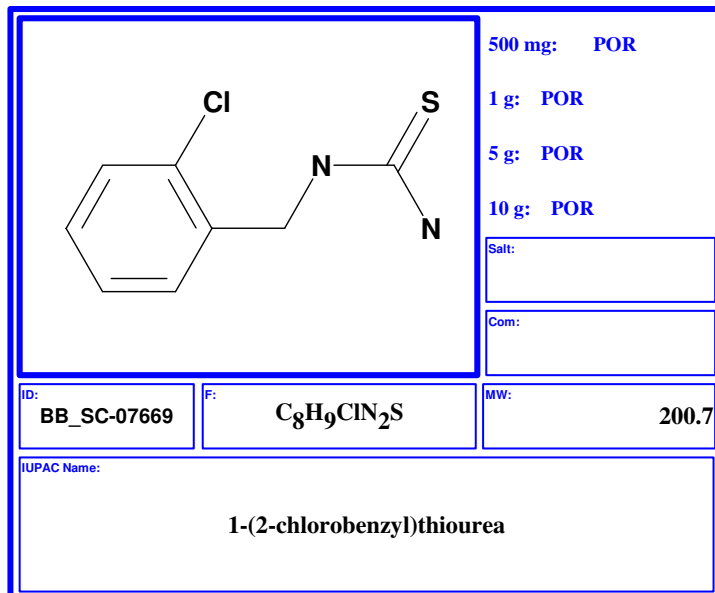 Cl
S
N
N
500 mg: POR
1 g: POR
5 g: POR
10 g: POR
Salt:
Com:
ID:
BB_SC-07669
F:
C8H9ClN2S
MW:
200.7
IUPAC Name:
1-(2-chlorobenzyl)thiourea